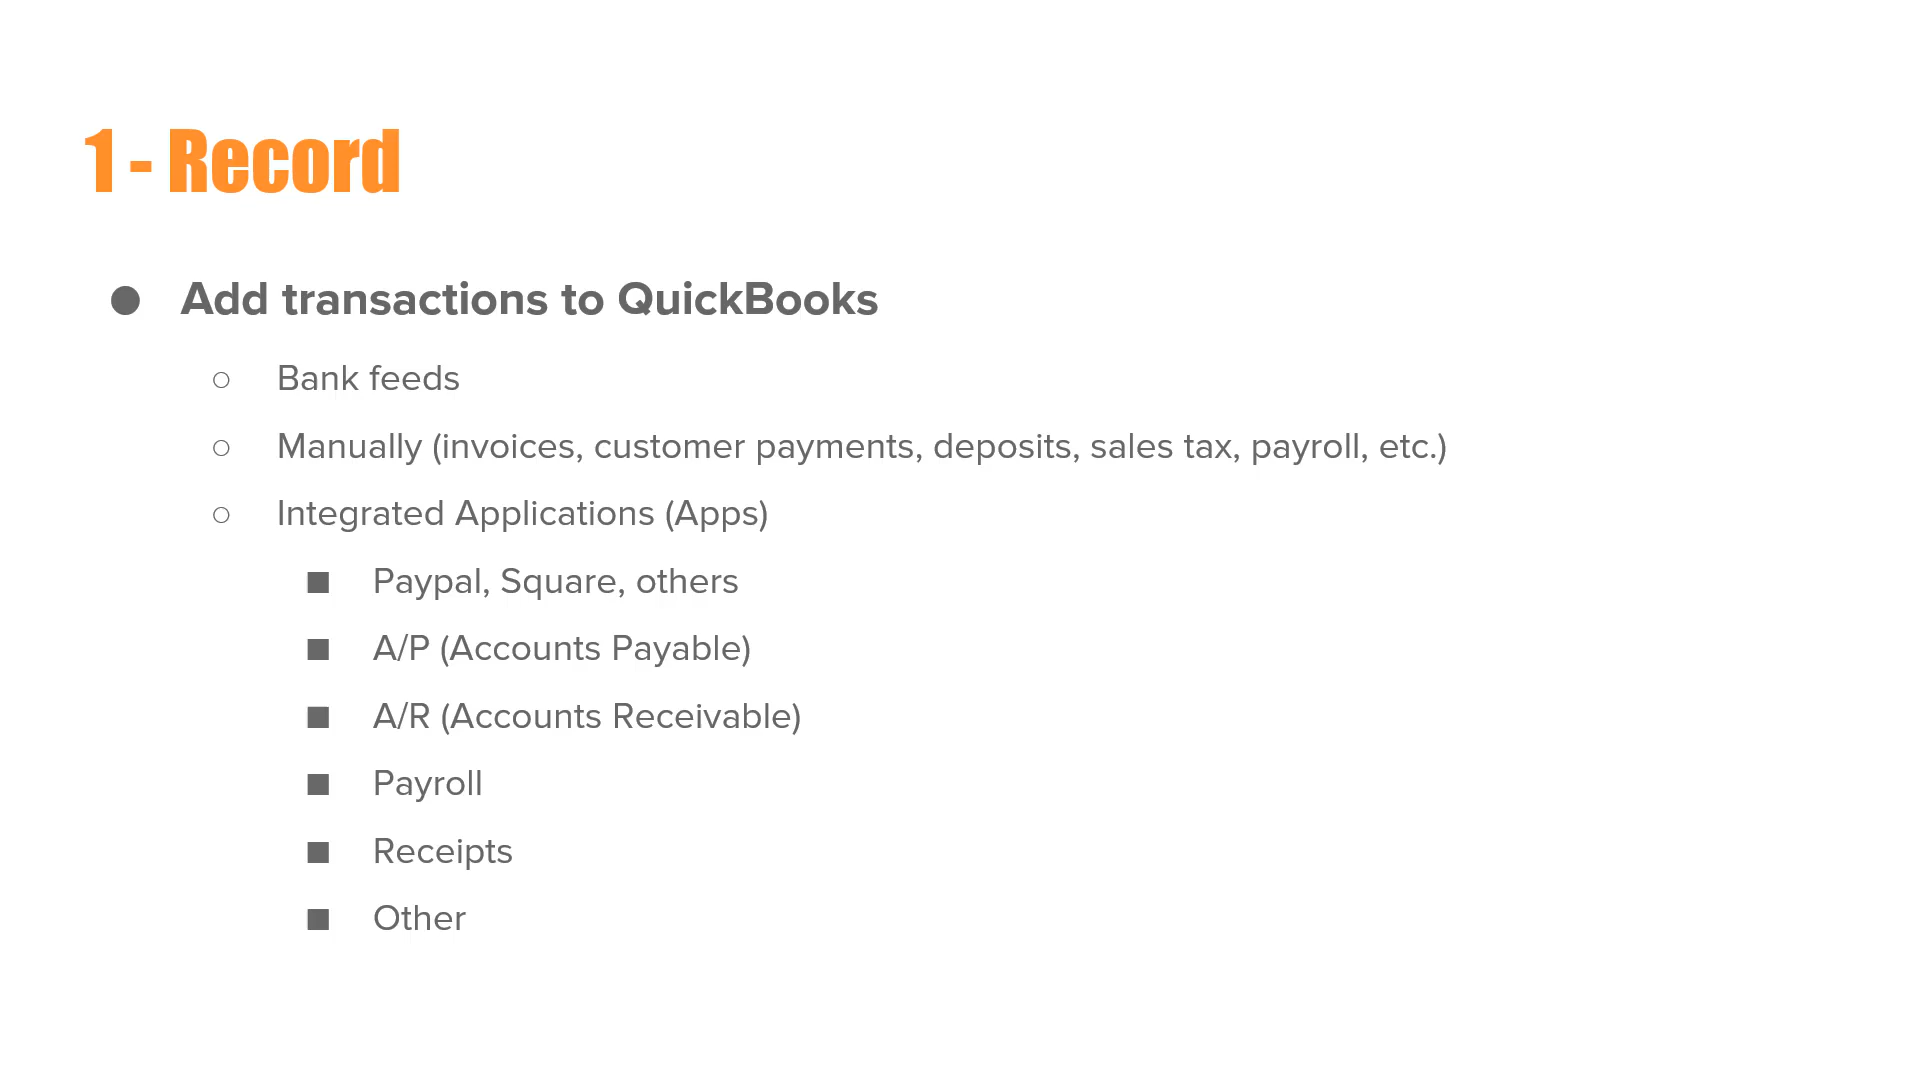 1 - Record
● Add transactions to QuickBooks
○ Bank feeds
○ Manually (invoices, customer payments, deposits, sales tax, payroll, etc.)
○ Integrated Applications (Apps)
■ Paypal, Square, others
■ A/P (Accounts Payable)
■ A/R (Accounts Receivable)
■ Payroll
■ Receipts
■ Other